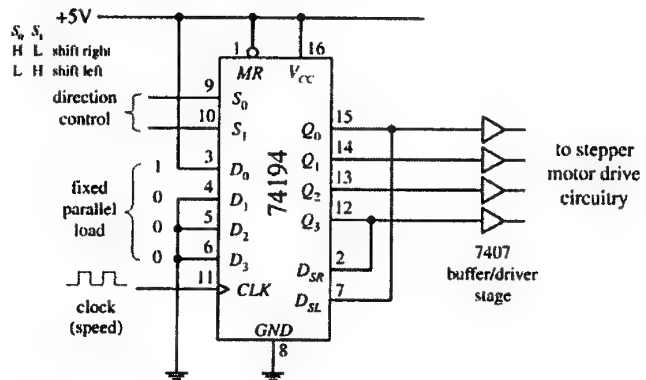 +5V
S₀ S₁
H L shift right
L H shift left
direction
control
fixed
parallel
load
1
0
0
0
clock
(speed)
1
16
MR
V_CC
9
S₀
10
S₁
3
D₀
4
D₁
5
D₂
6
D₃
11
CLK
74194
15
Q₀
14
Q₁
13
Q₂
12
Q₃
2
D_SR
7
D_SL
GND
8
to stepper
motor drive
circuitry
7407
buffer/driver
stage